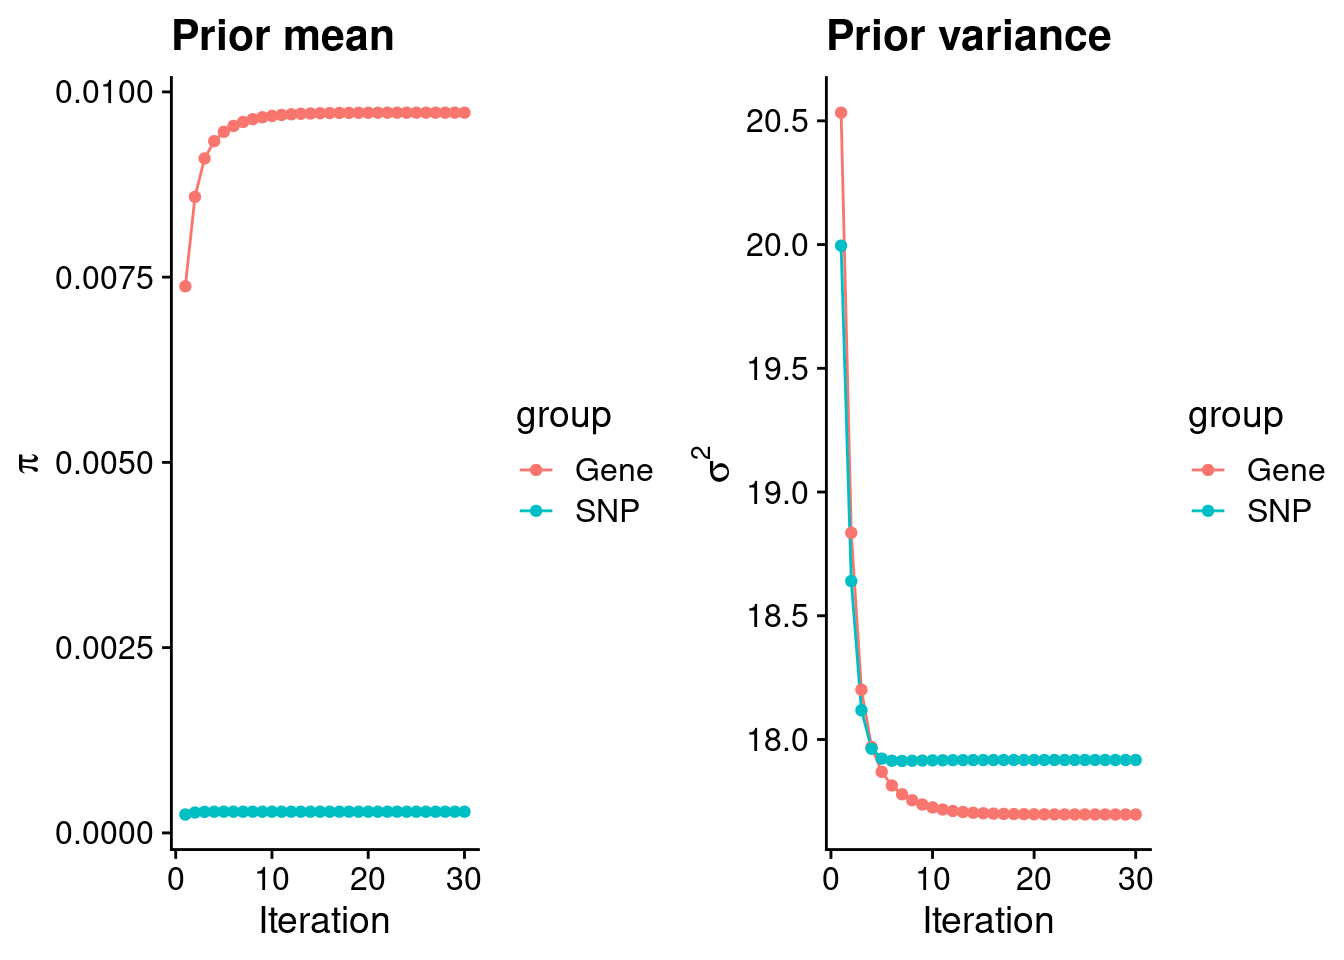 Prior mean
0.0100
0.0075
0.0050
0.0025
0.0000
π
0 10 20 30
Iteration
group
Gene
SNP
Prior variance
20.5
20.0
19.5
19.0
18.5
18.0
σ²
0 10 20 30
Iteration
group
Gene
SNP